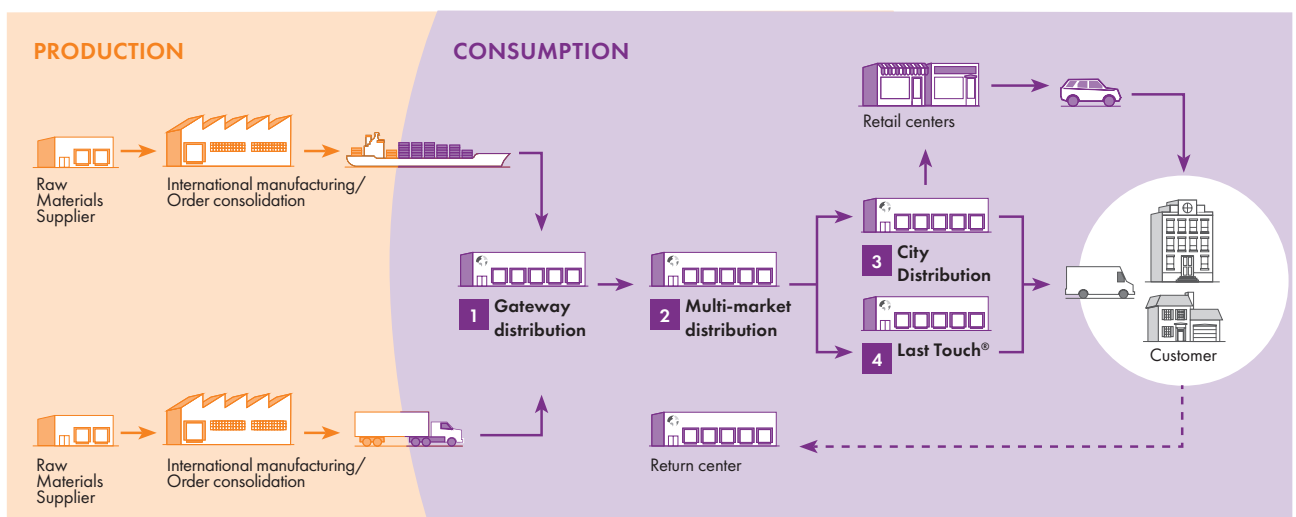 PRODUCTION
CONSUMPTION
Retail centers
Raw
Materials
Supplier
International manufacturing/
Order consolidation
1 Gateway
distribution
2 Multi-market
distribution
3 City
Distribution
4 Last Touch®
Customer
Return center
Raw
Materials
Supplier
International manufacturing/
Order consolidation